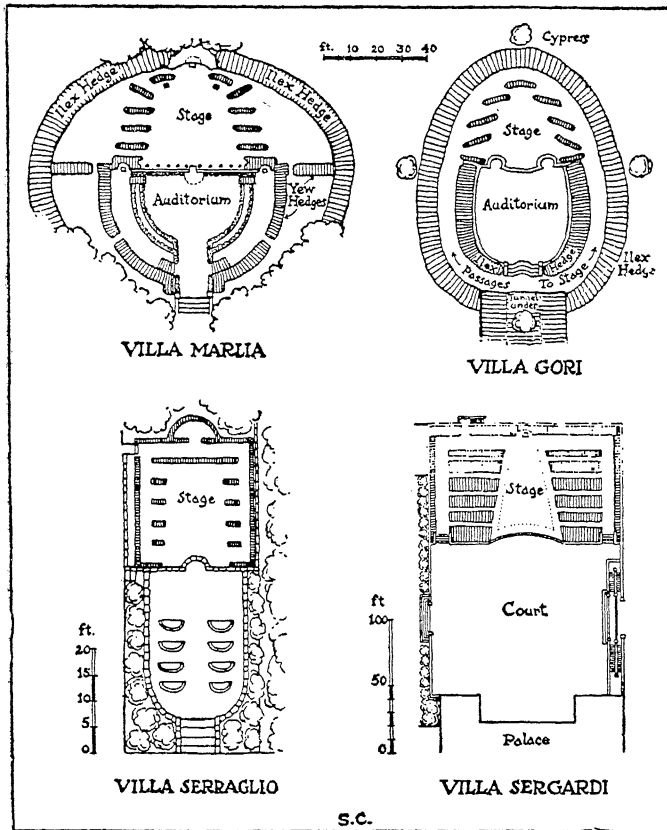 ft. 10 20 30 40
Cypress
Ilex Hedge
Ilex Hedge
Stage
Auditorium
Yew
Hedges
VILLA MARLIA
Stage
Auditorium
Ilex Hedge
Passages To Stage
Tunnel
under
Ilex
Hedge
VILLA GORI
Stage
ft.
20
15
10
5
0
VILLA SERRAGLIO
Stage
Court
ft
100
50
0
Palace
VILLA SERGARDI
S.C.